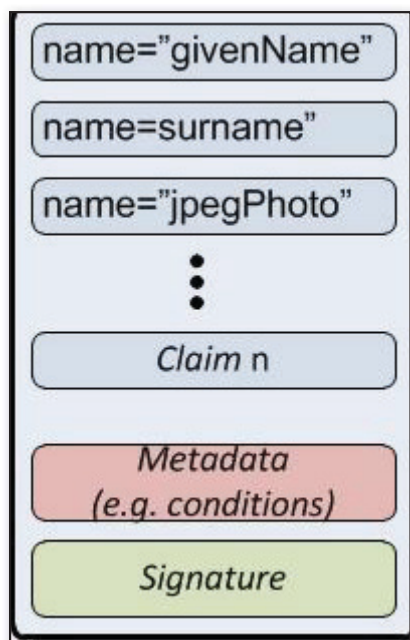 name=”givenName”
name=surname”
name=”jpegPhoto”
Claim n
Metadata
(e.g. conditions)
Signature